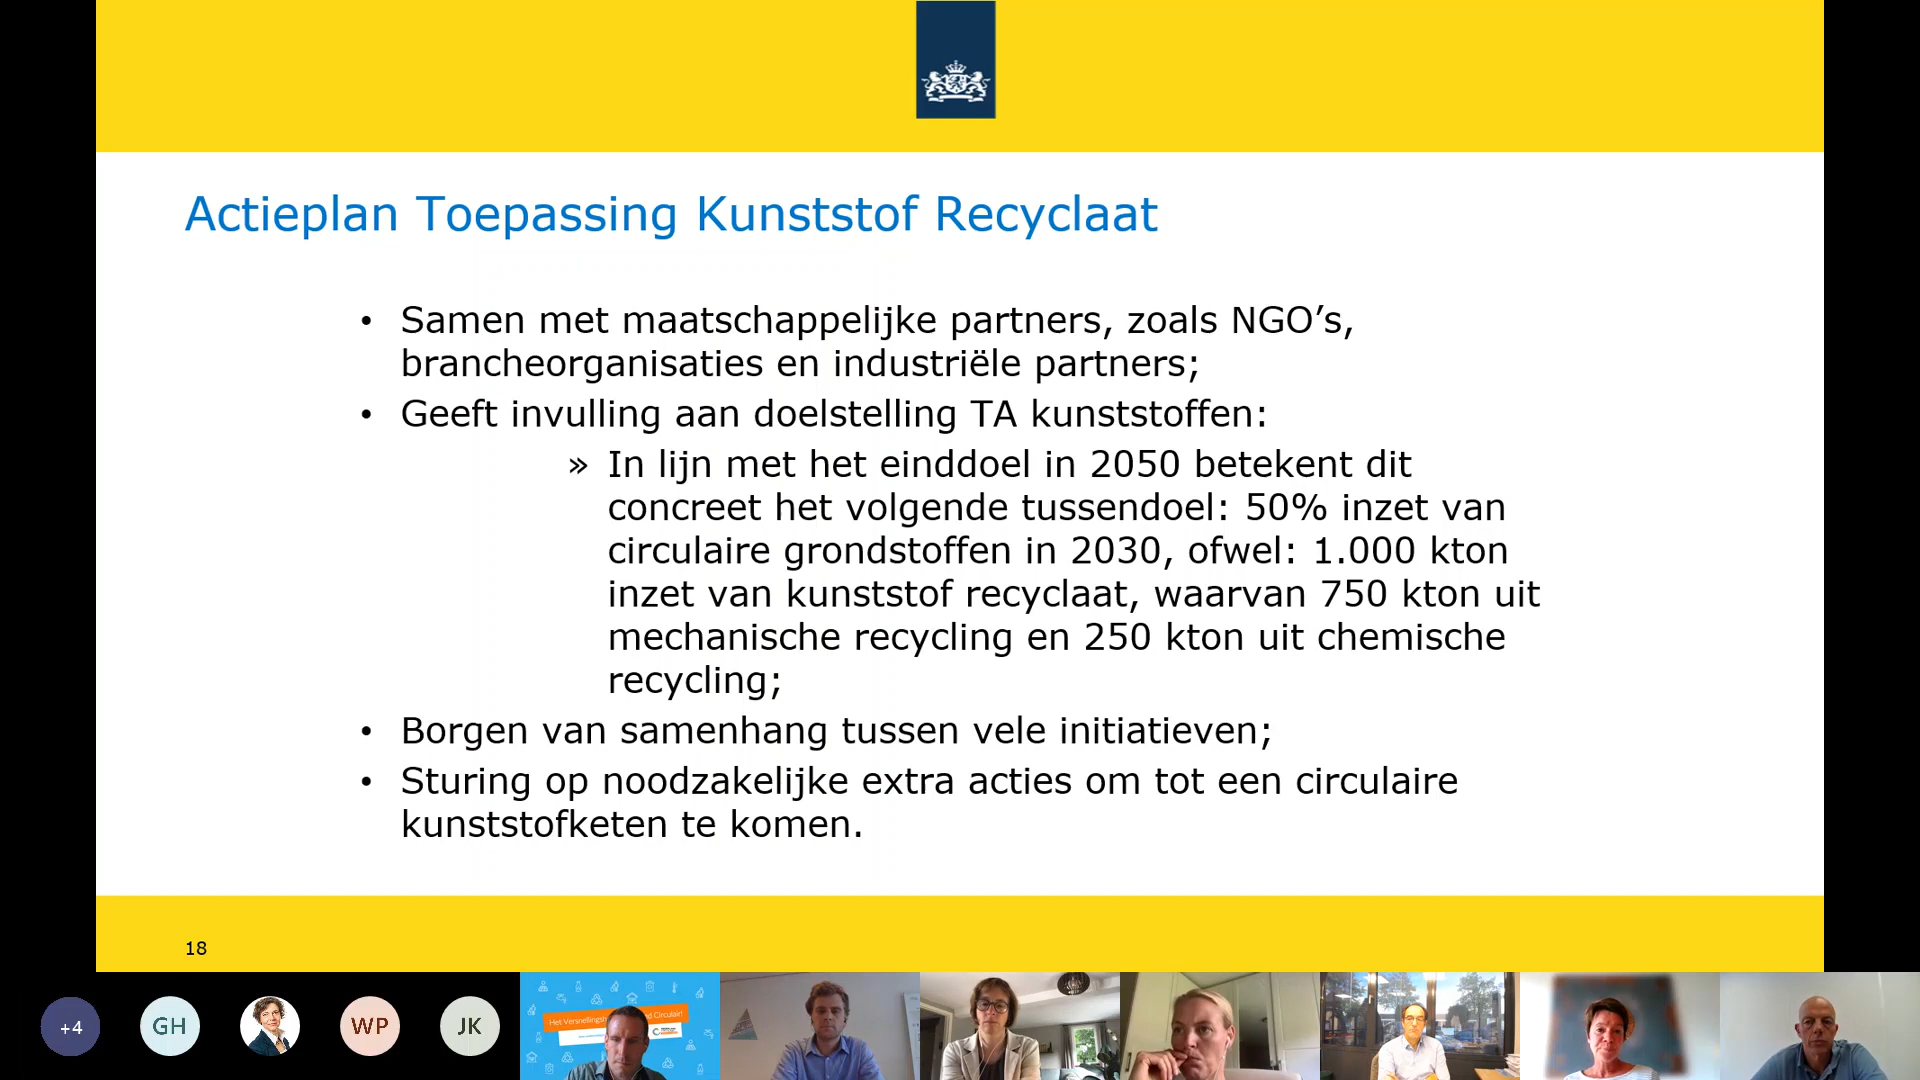 Actieplan Toepassing Kunststof Recyclaat
• Samen met maatschappelijke partners, zoals NGO’s,
brancheorganisaties en industriële partners;
• Geeft invulling aan doelstelling TA kunststoffen:
» In lijn met het einddoel in 2050 betekent dit
concreet het volgende tussendoel: 50% inzet van
circulaire grondstoffen in 2030, ofwel: 1.000 kton
inzet van kunststof recyclaat, waarvan 750 kton uit
mechanische recycling en 250 kton uit chemische
recycling;
• Borgen van samenhang tussen vele initiatieven;
• Sturing op noodzakelijke extra acties om tot een circulaire
kunststofketen te komen.
18
+4
GH
WP
JK
Het Circulair!